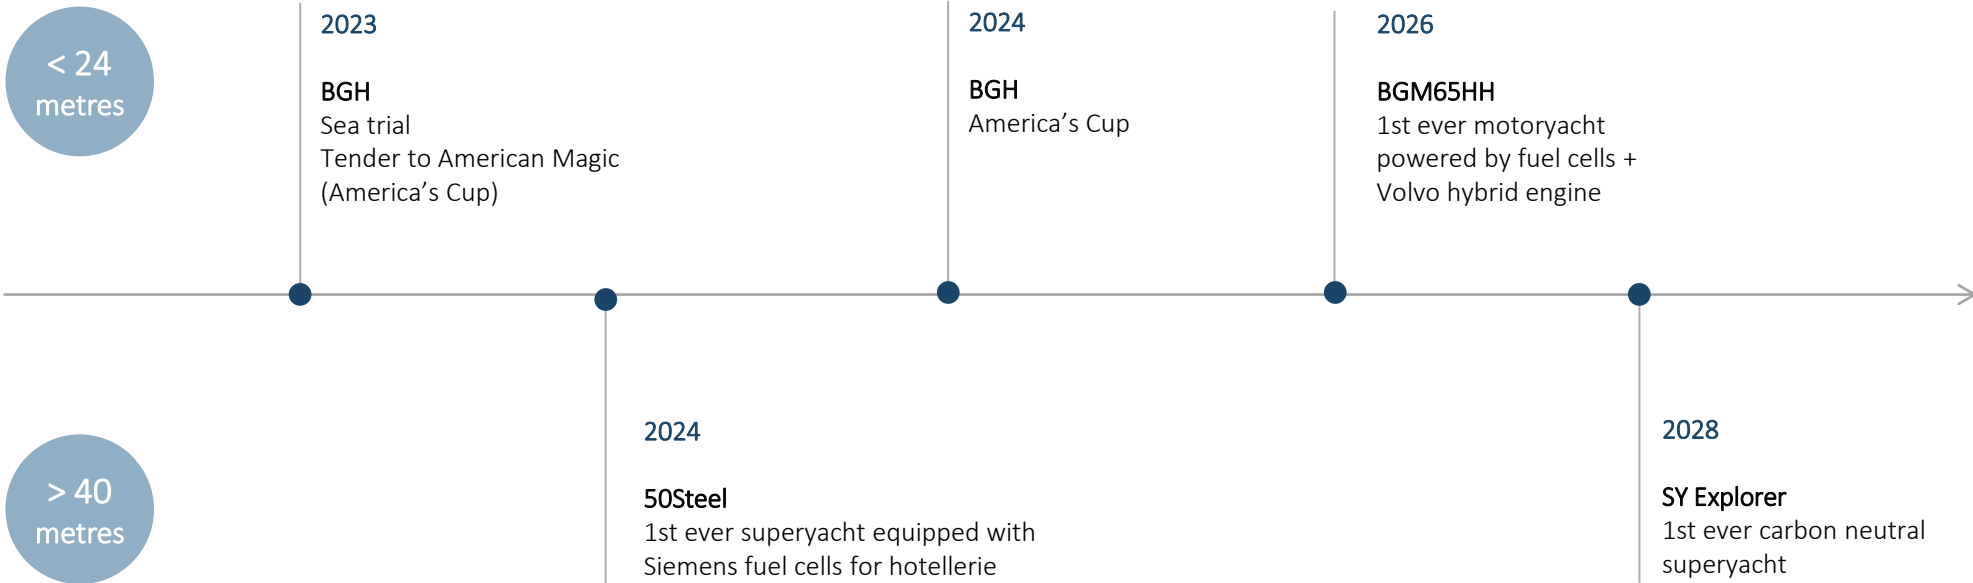 < 24
metres
2023
BGH
Sea trial
Tender to American Magic
(America’s Cup)
2024
BGH
America’s Cup
2026
BGM65HH
1st ever motoryacht
powered by fuel cells +
Volvo hybrid engine
> 40
metres
2024
50Steel
1st ever superyacht equipped with
Siemens fuel cells for hotellerie
2028
SY Explorer
1st ever carbon neutral
superyacht